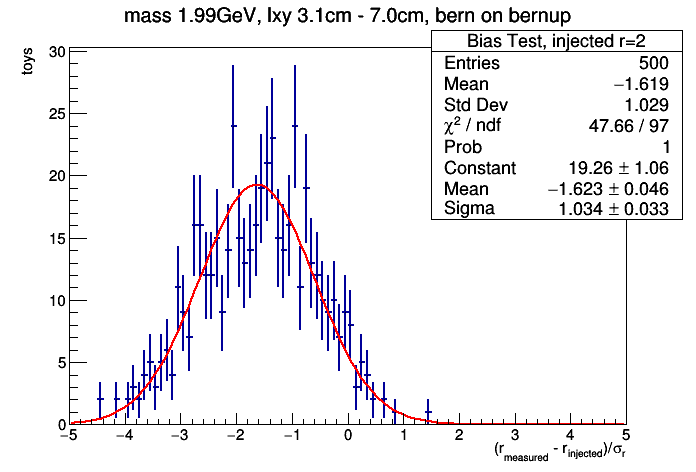 mass 1.99GeV, lxy 3.1cm - 7.0cm, bern on bernup
Bias Test, injected r=2
Entries 500
Mean −1.619
Std Dev 1.029
χ² / ndf 47.66 / 97
Prob 1
Constant 19.26 ± 1.06
Mean −1.623 ± 0.046
Sigma 1.034 ± 0.033
toys
30
25
20
15
10
5
0
−5 −4 −3 −2 −1 0 1 2 3 4 5
(r_measured - r_injected)/σ_r